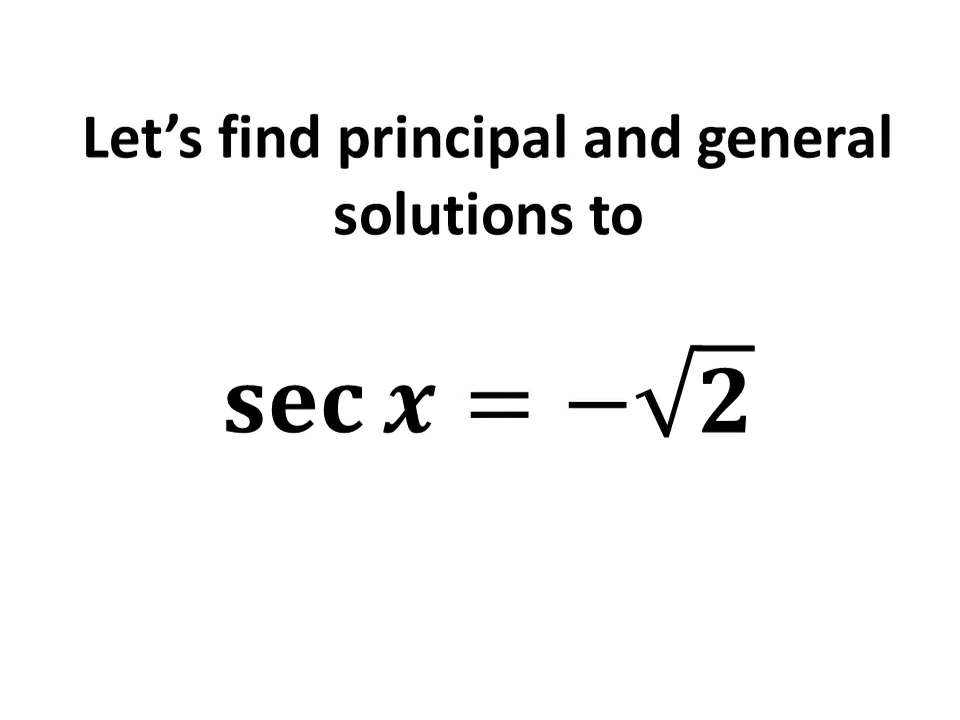 Let’s find principal and general
solutions to
sec x = −√2